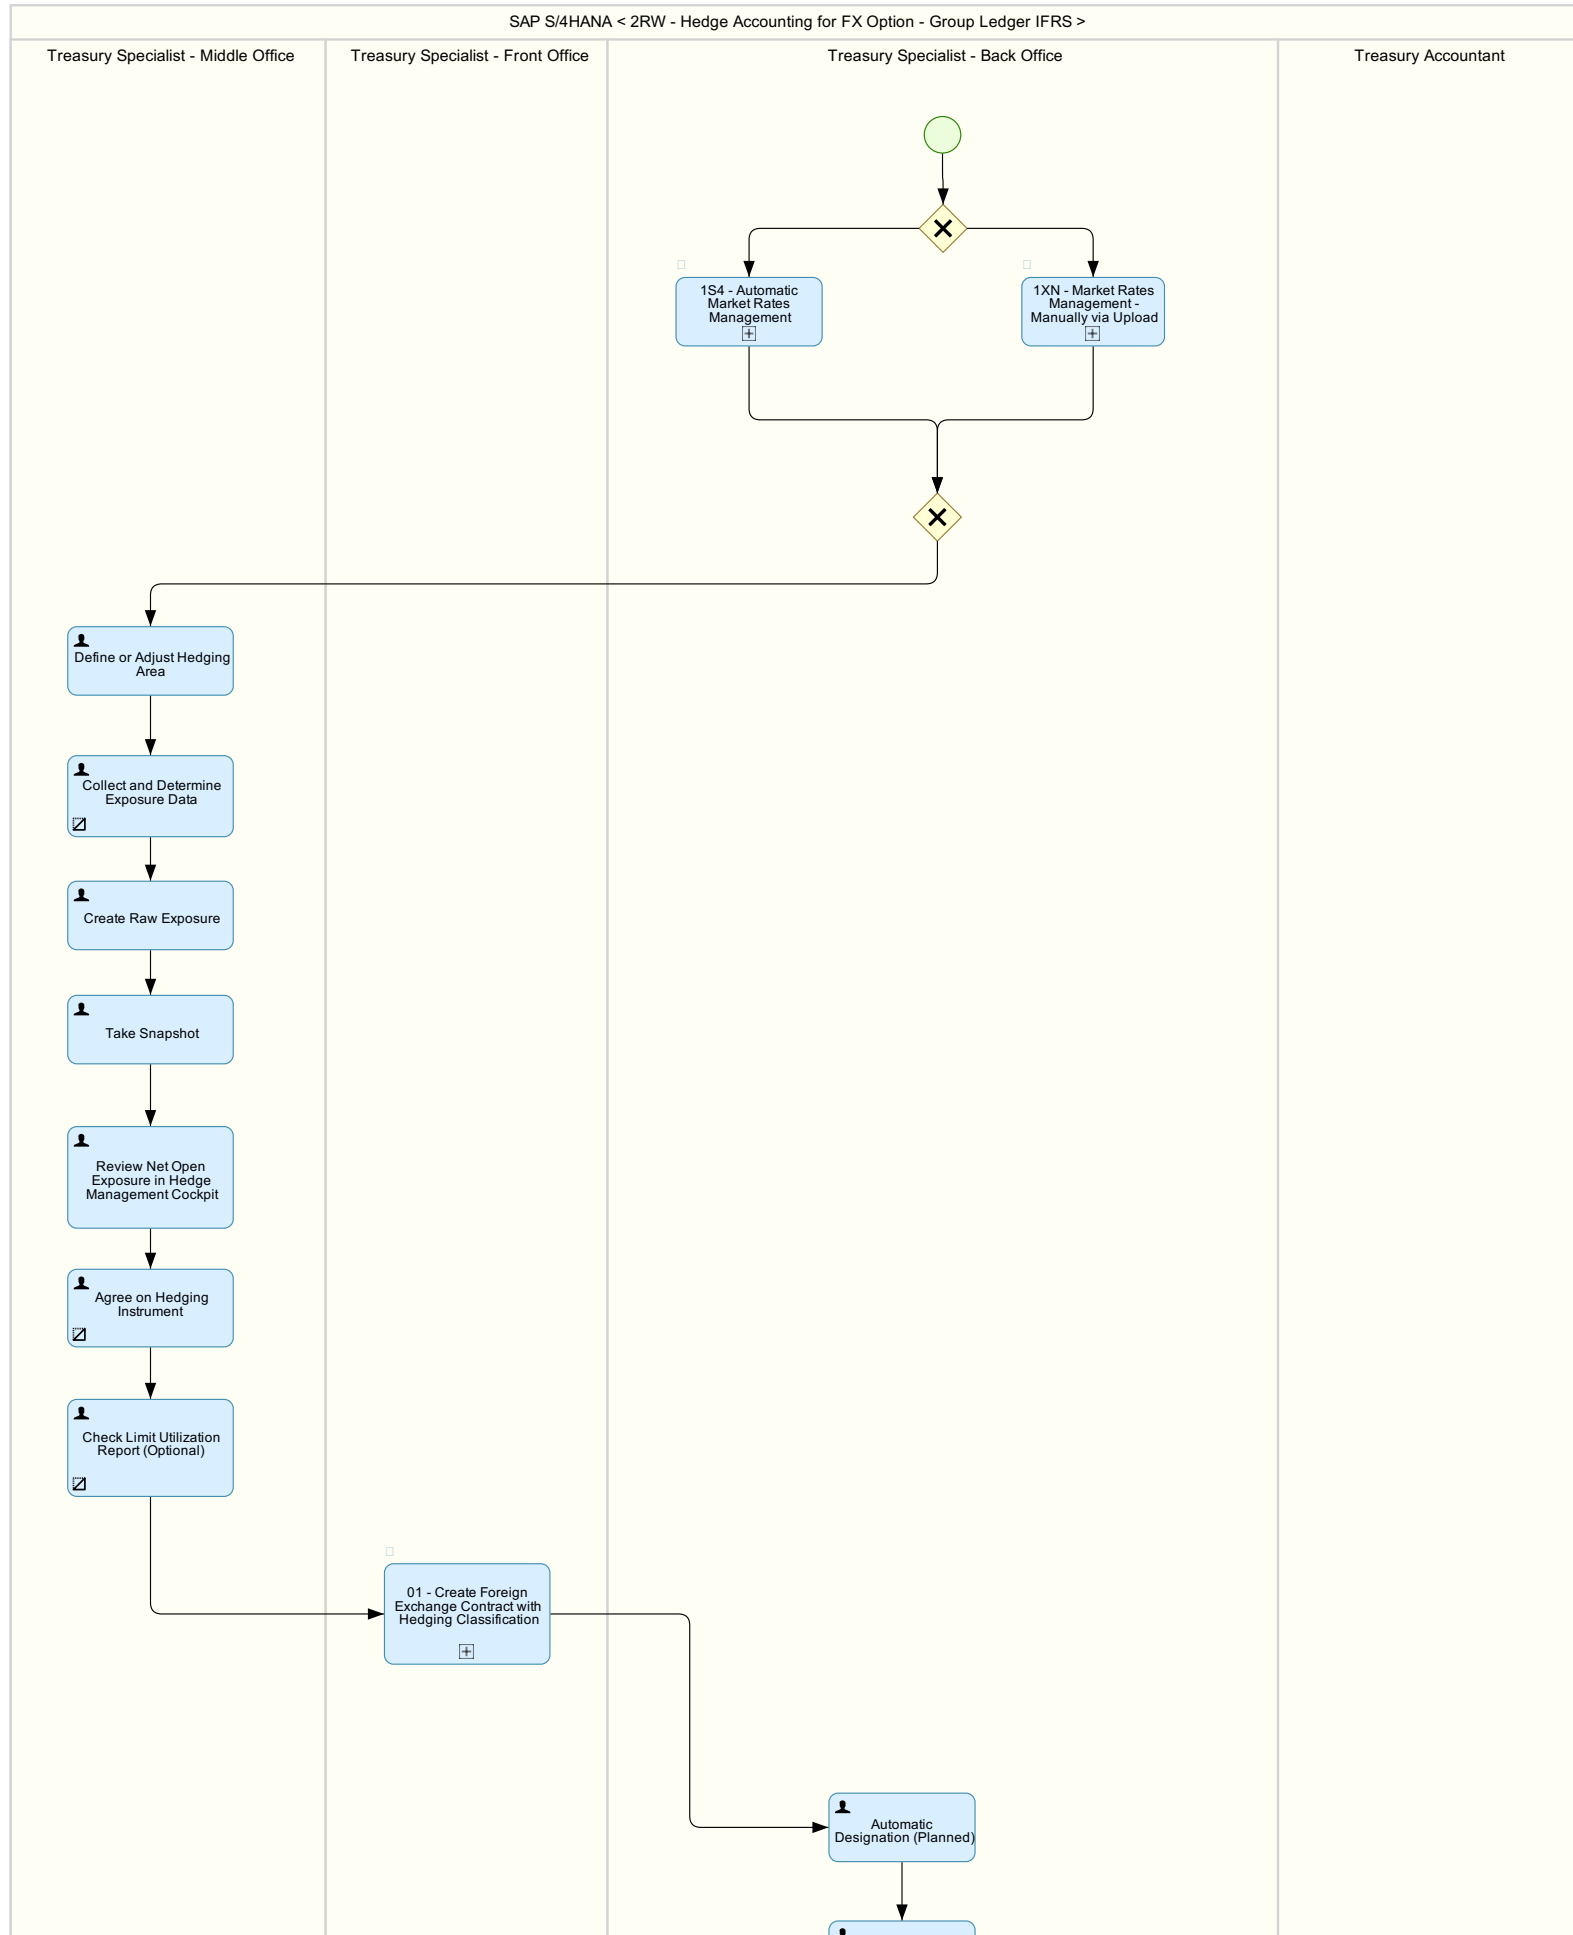 SAP S/4HANA < 2RW - Hedge Accounting for FX Option - Group Ledger IFRS >
Treasury Specialist - Middle Office
Treasury Specialist - Front Office
Treasury Specialist - Back Office
Treasury Accountant
1S4 - Automatic
Market Rates
Management
1XN - Market Rates
Management -
Manually via Upload
Define or Adjust Hedging
Area
Collect and Determine
Exposure Data
Create Raw Exposure
Take Snapshot
Review Net Open
Exposure in Hedge
Management Cockpit
Agree on Hedging
Instrument
Check Limit Utilization
Report (Optional)
01 - Create Foreign
Exchange Contract with
Hedging Classification
Automatic
Designation (Planned)